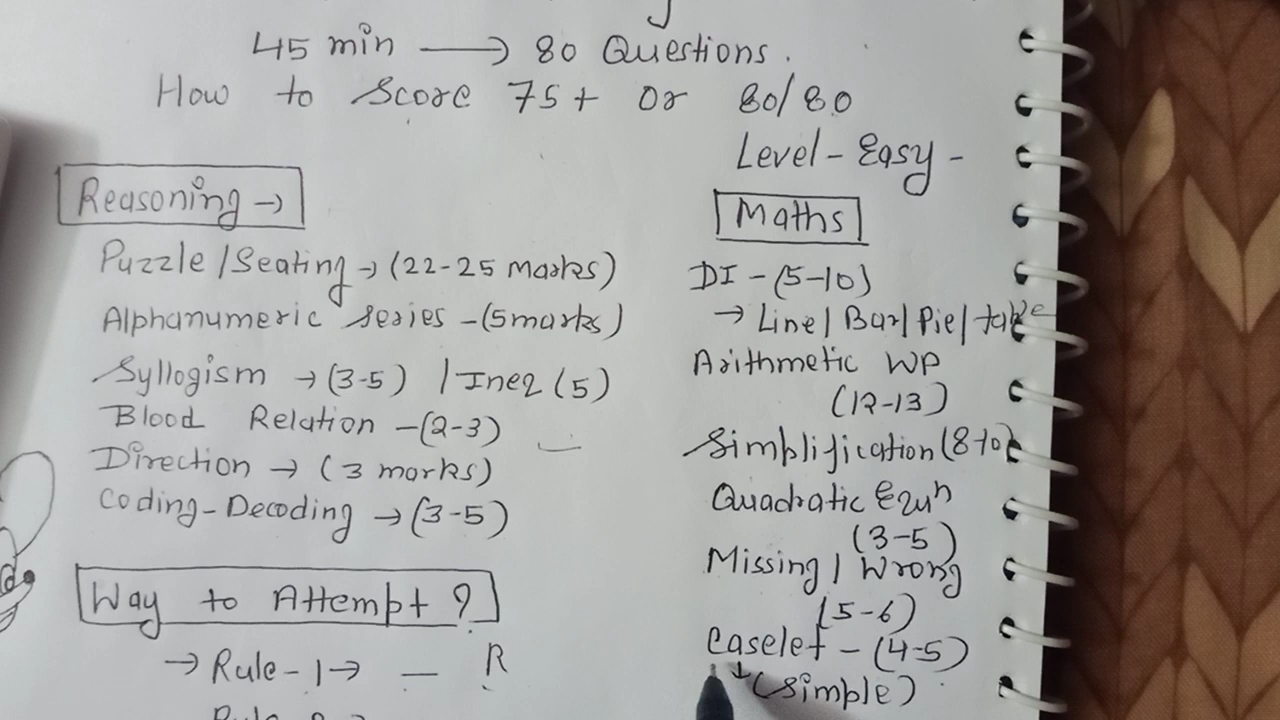 45 min → 80 Questions.
How to Score 75+ Or 80/80
Level - Easy -
Reasoning →
Puzzle / Seating → (22-25 marks)
Alphanumeric series - (5 marks)
Syllogism → (3-5) / Ineq (5)
Blood Relation - (2-3)
Direction → (3 marks)
Coding-Decoding → (3-5)
Way to Attempt ?
→ Rule-1 → — R
Maths
DI - (5-10)
→ Line / Bar / Pie / table
Arithmetic WP
(12-13)
Simplification (8 to
Quadratic Equn
(3-5)
Missing / Wrong
(5-6)
Caselet - (4-5)
(Simple)